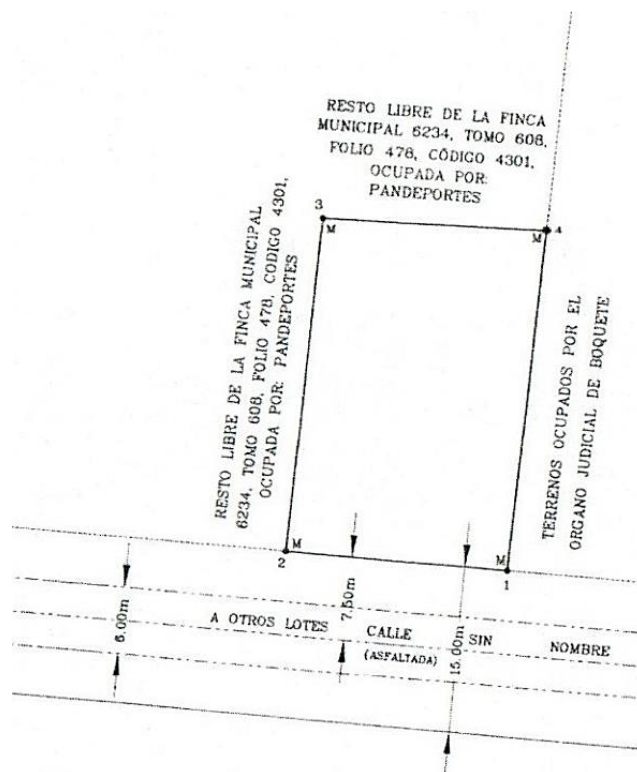 RESTO LIBRE DE LA FINCA
MUNICIPAL 6234, TOMO 608,
FOLIO 478, CÓDIGO 4301,
OCUPADA POR:
PANDEPORTES
3
M
M
4
RESTO LIBRE DE LA FINCA MUNICIPAL
6234, TOMO 608, FOLIO 478, CODIGO 4301,
OCUPADA POR: PANDEPORTES
TERRENOS OCUPADOS POR EL
ORGANO JUDICIAL DE BOQUETE
M
2
M
1
6.00m
A OTROS LOTES
7.50m
CALLE
(ASFALTADA)
15.00m
SIN
NOMBRE